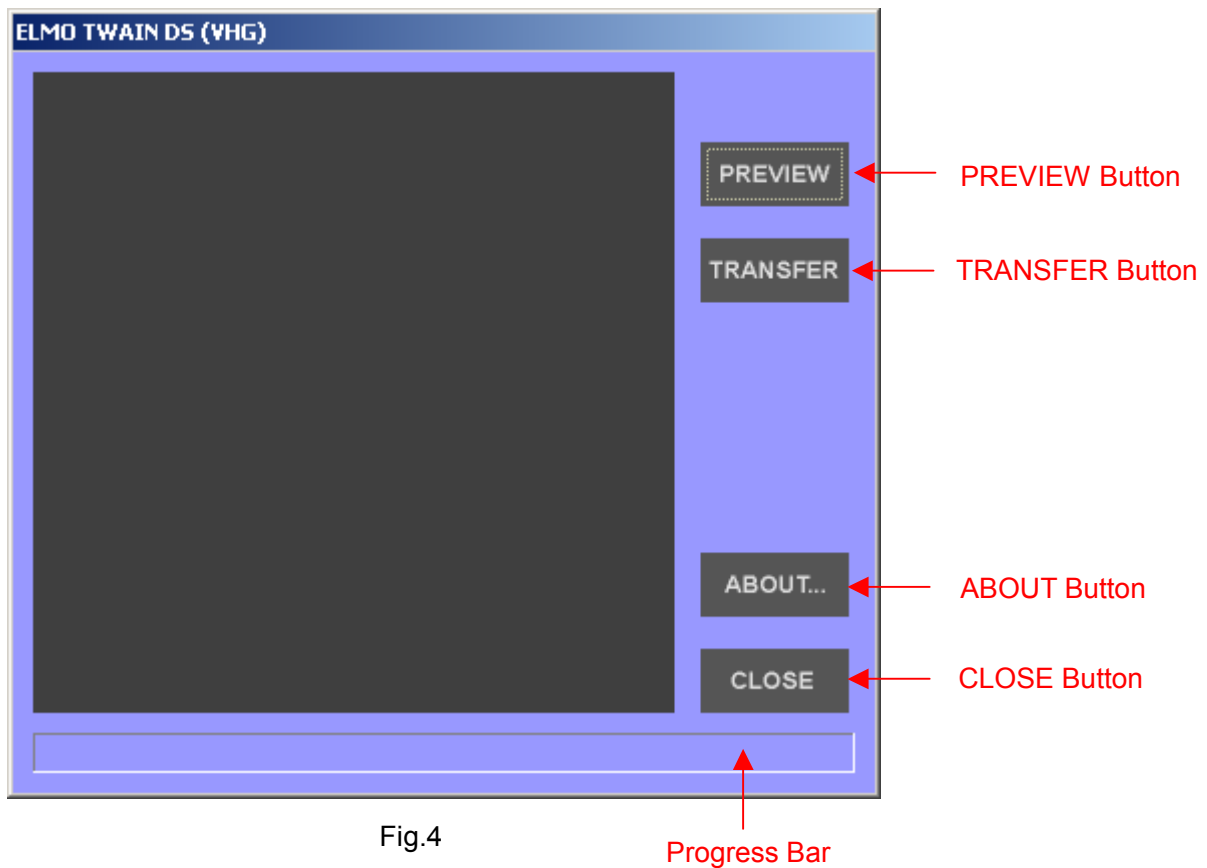 ELMO TWAIN DS (VHG)
PREVIEW
PREVIEW Button
TRANSFER
TRANSFER Button
ABOUT...
ABOUT Button
CLOSE
CLOSE Button
Fig.4
Progress Bar